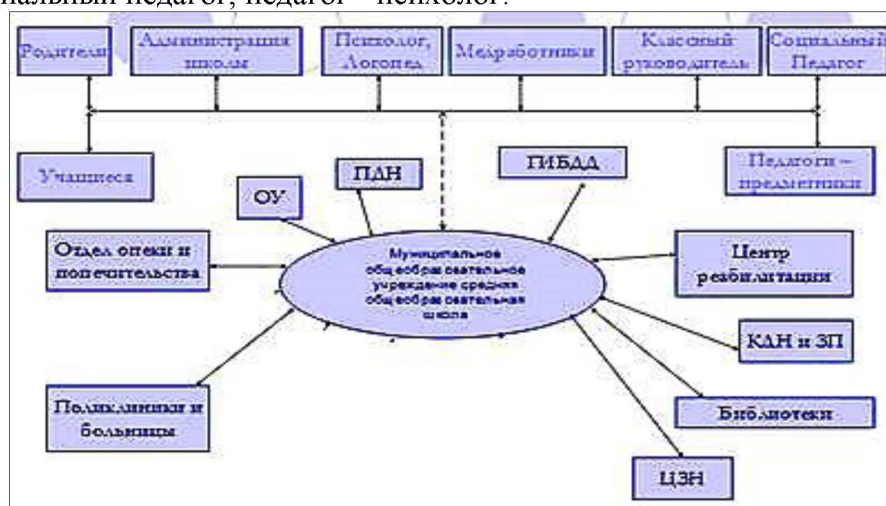 педагог, педагог – психолог.
Родители
Администрация
школы
Психолог,
Логопед
Медработники
Классный
руководитель
Социальный
Педагог
Учащиеся
ОУ
ПДН
ГИБДД
Педагоги –
предметники
Отдел опеки и
попечительства
Муниципальное
общеобразовательное
учреждение средняя
общеобразовательная
школа
Центр
реабилитации
КДН и ЗП
Поликлиники и
больницы
Библиотеки
ЦЗН